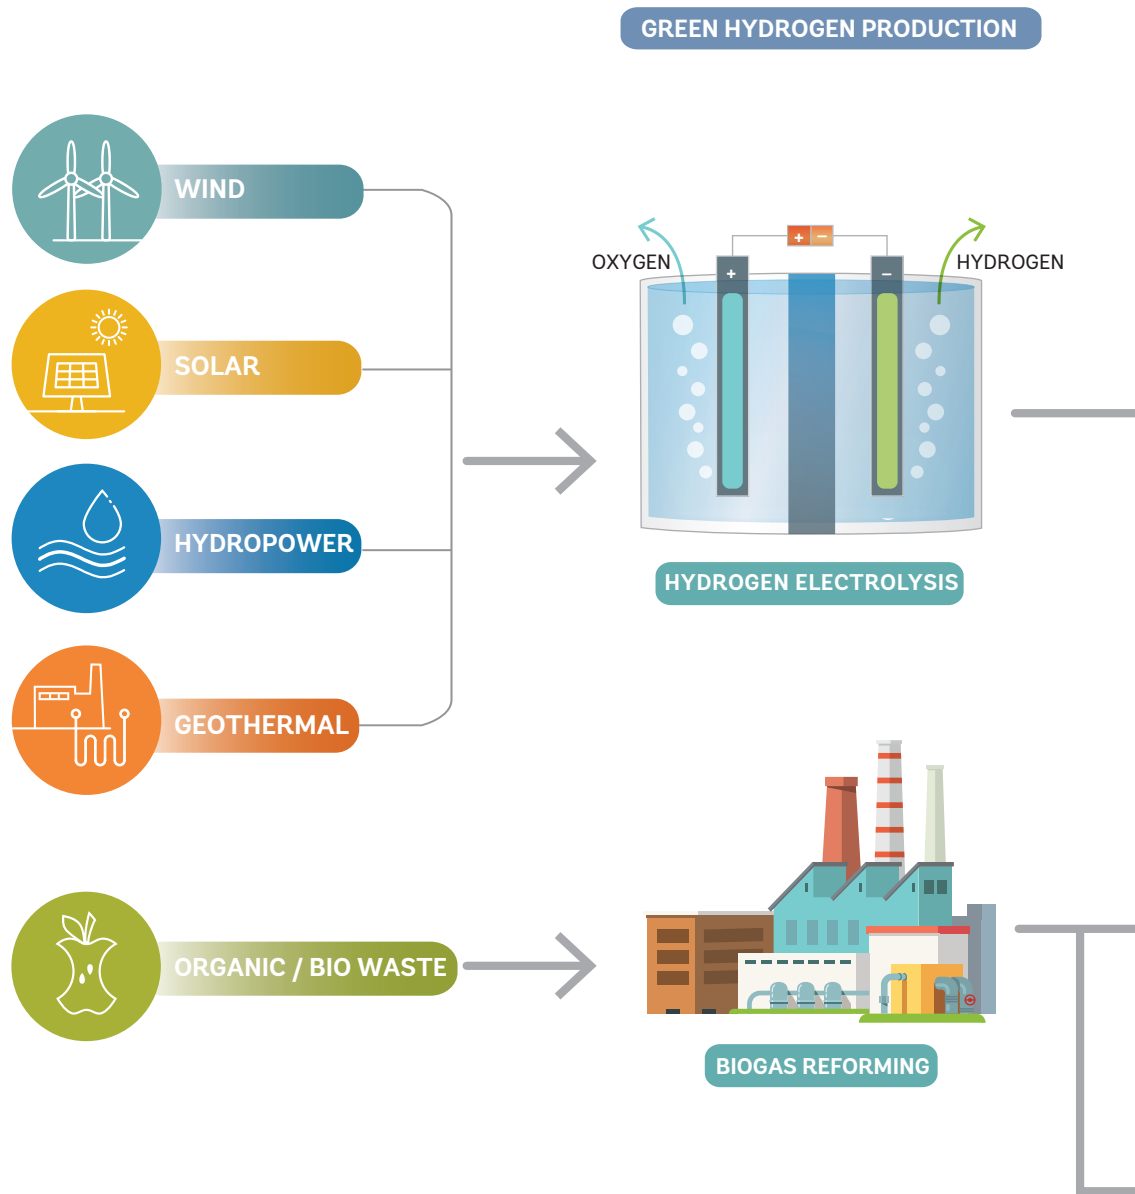 GREEN HYDROGEN PRODUCTION
WIND
SOLAR
HYDROPOWER
GEOTHERMAL
ORGANIC / BIO WASTE
OXYGEN
+ −
HYDROGEN
+
−
HYDROGEN ELECTROLYSIS
BIOGAS REFORMING